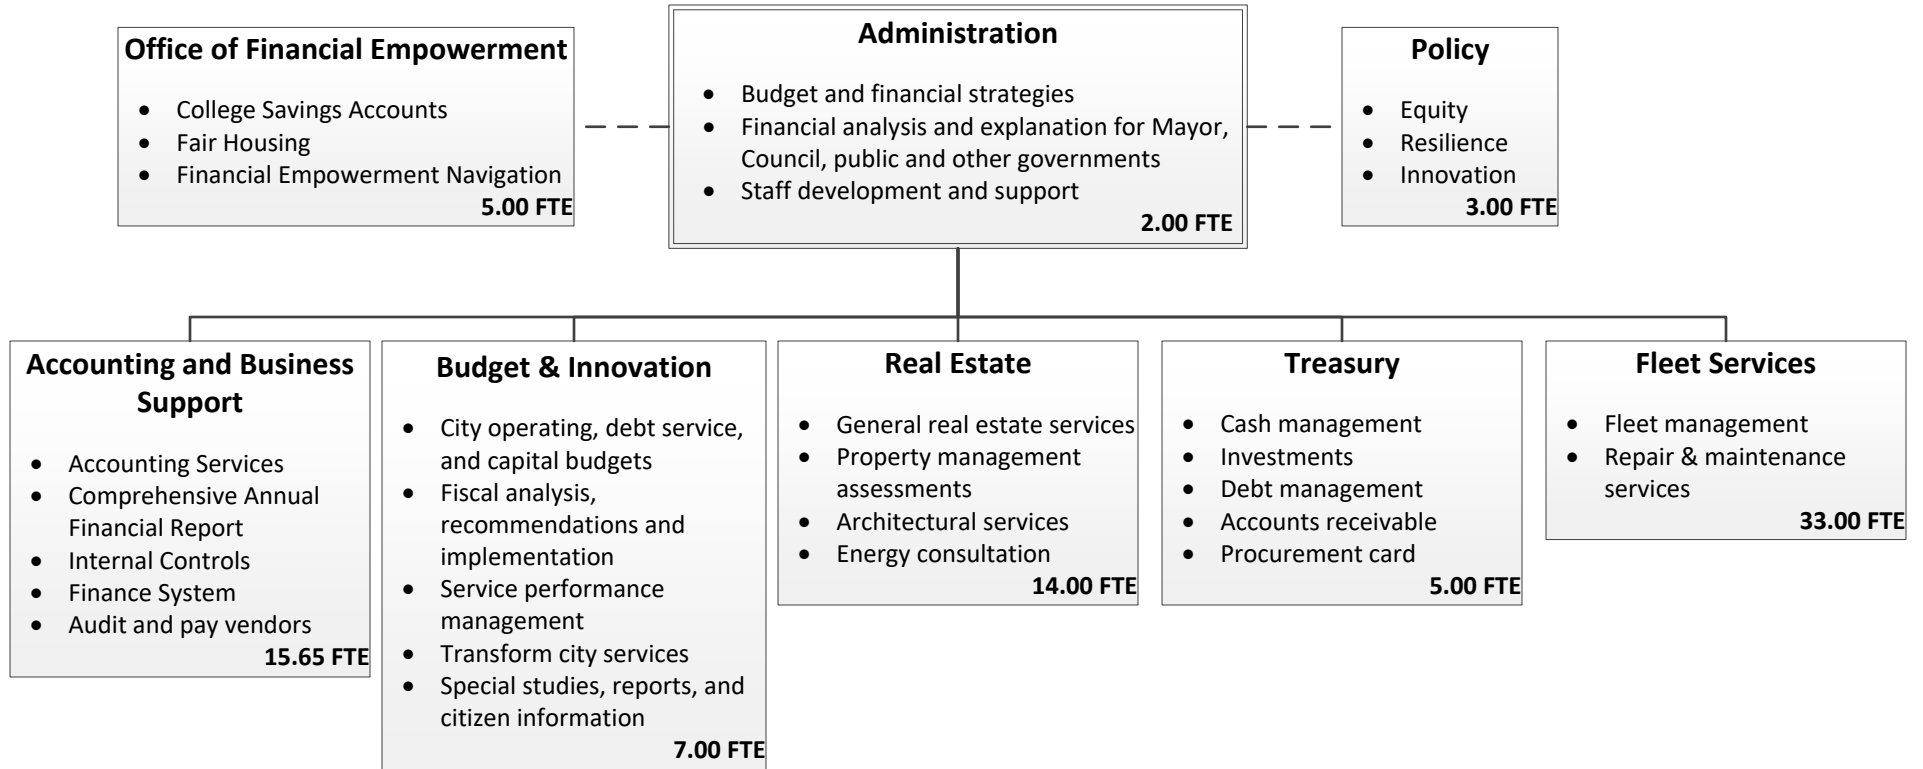 Office of Financial Empowerment
• College Savings Accounts
• Fair Housing
• Financial Empowerment Navigation
5.00 FTE
Administration
• Budget and financial strategies
• Financial analysis and explanation for Mayor,
Council, public and other governments
• Staff development and support
2.00 FTE
Policy
• Equity
• Resilience
• Innovation
3.00 FTE
Accounting and Business
Support
• Accounting Services
• Comprehensive Annual
Financial Report
• Internal Controls
• Finance System
• Audit and pay vendors
15.65 FTE
Budget & Innovation
• City operating, debt service,
and capital budgets
• Fiscal analysis,
recommendations and
implementation
• Service performance
management
• Transform city services
• Special studies, reports, and
citizen information
7.00 FTE
Real Estate
• General real estate services
• Property management
assessments
• Architectural services
• Energy consultation
14.00 FTE
Treasury
• Cash management
• Investments
• Debt management
• Accounts receivable
• Procurement card
5.00 FTE
Fleet Services
• Fleet management
• Repair & maintenance
services
33.00 FTE